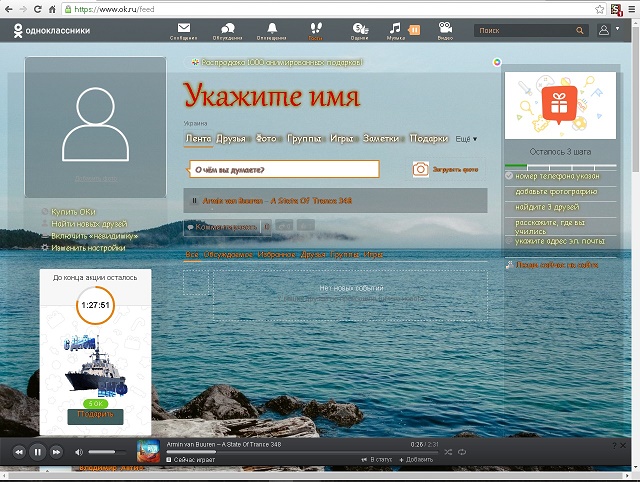 https://www.ok.ru/feed
одноклассники
Сообщения
Обсуждения
Оповещения
Гости
Оценки
Музыка
Видео
Поиск
Распродажа 1000 анимированных подарков!
Укажите имя
Украина
Лента Друзья Фото Группы Игры Заметки Подарки Ещё
О чём вы думаете?
Загрузить фото
Armin van Buuren – A State Of Trance 348
Комментировать 0
Все Обсуждаемое Избранное Друзья Группы Игры
Нет новых событий
Купить ОКи
Найти новых друзей
Включить «невидимку»
Изменить настройки
До конца акции осталось
1:27:51
С Днём
5 ОК
Подарить
Осталось 3 шага
номер телефона указан
добавьте фотографию
найдите 3 друзей
расскажите, где вы
учились
укажите адрес эл. почты
Armin van Buuren – A State Of Trance 348
0:26 / 2:31
Сейчас играет
В статус
Добавить